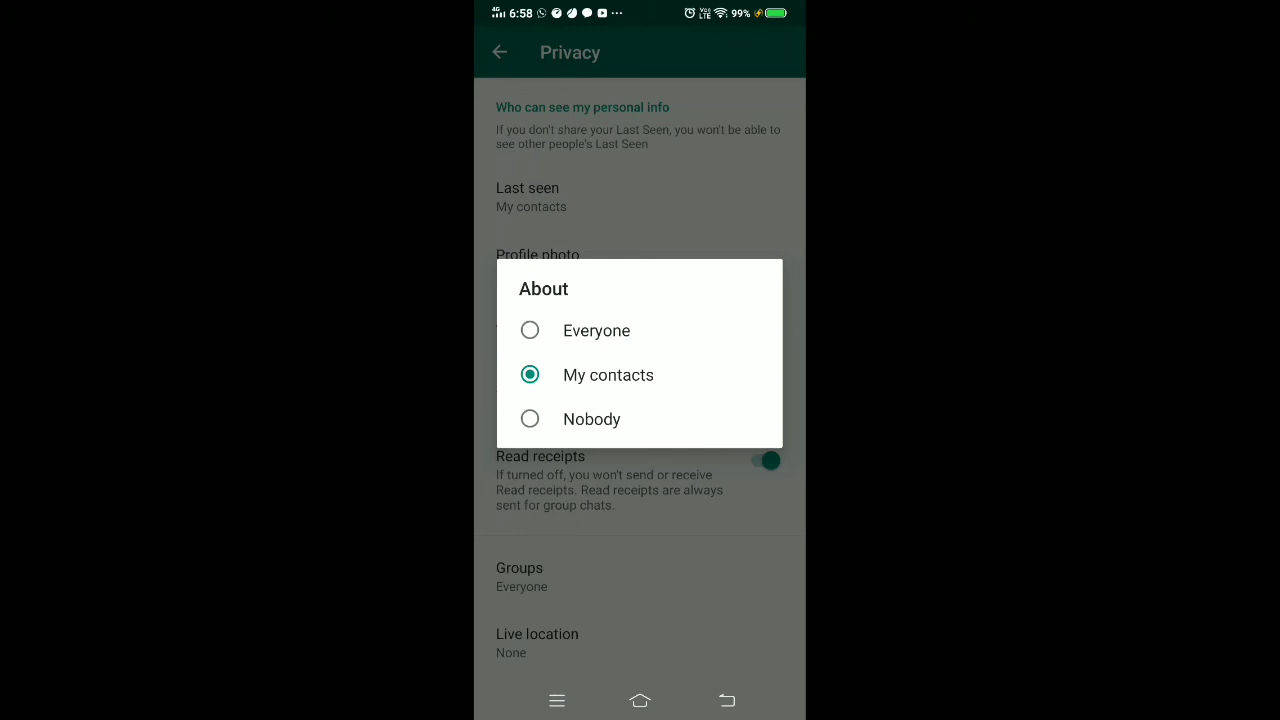 4G 6:58 VoLTE 99%
Privacy
Who can see my personal info
If you don't share your Last Seen, you won't be able to
see other people's Last Seen
Last seen
My contacts
Profile photo
About
Everyone
My contacts
Nobody
Read receipts
If turned off, you won't send or receive
Read receipts. Read receipts are always
sent for group chats.
Groups
Everyone
Live location
None